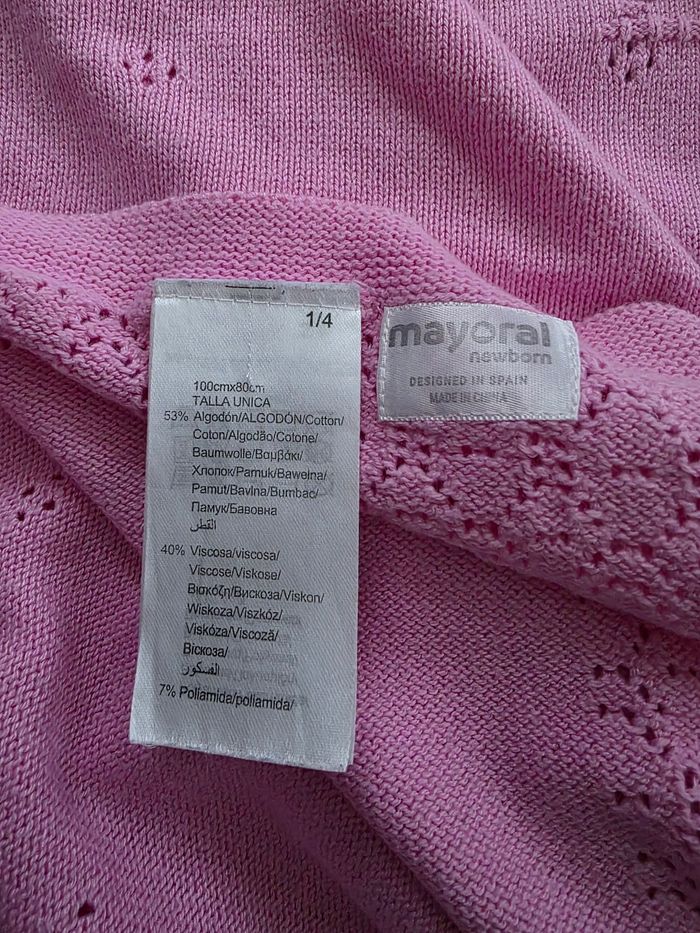 1/4
100cmx80cm
TALLA UNICA
53% Algodón/ALGODÓN/Cotton/
Coton/Algodão/Cotone/
Baumwolle/Βαμβάκι/
Хлопок/Pamuk/Bawełna/
Pamut/Bavlna/Bumbac/
Памук/Бавовна
القطن
40% Viscosa/viscosa/
Viscose/Viskose/
Βισκόζη/Вискоза/Viskon/
Wiskoza/Viszkóz/
Viskóza/Viscoză/
Віскоза/
الفسكور
7% Poliamida/poliamida/
mayoral
newborn
DESIGNED IN SPAIN
MADE IN CHINA